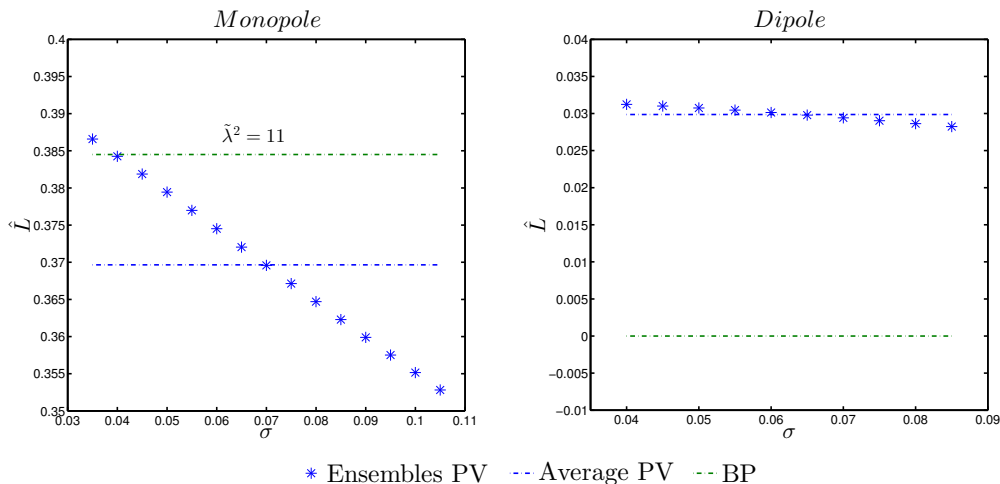 Monopole
Dipole
0.4
0.395
0.39
0.385
0.38
0.375
0.37
0.365
0.36
0.355
0.35
L̂
λ̃² = 11
0.03 0.04 0.05 0.06 0.07 0.08 0.09 0.1 0.11
σ
0.04
0.035
0.03
0.025
0.02
0.015
0.01
0.005
0
−0.005
−0.01
L̂
0.04 0.05 0.06 0.07 0.08 0.09
σ
Ensembles PV Average PV BP